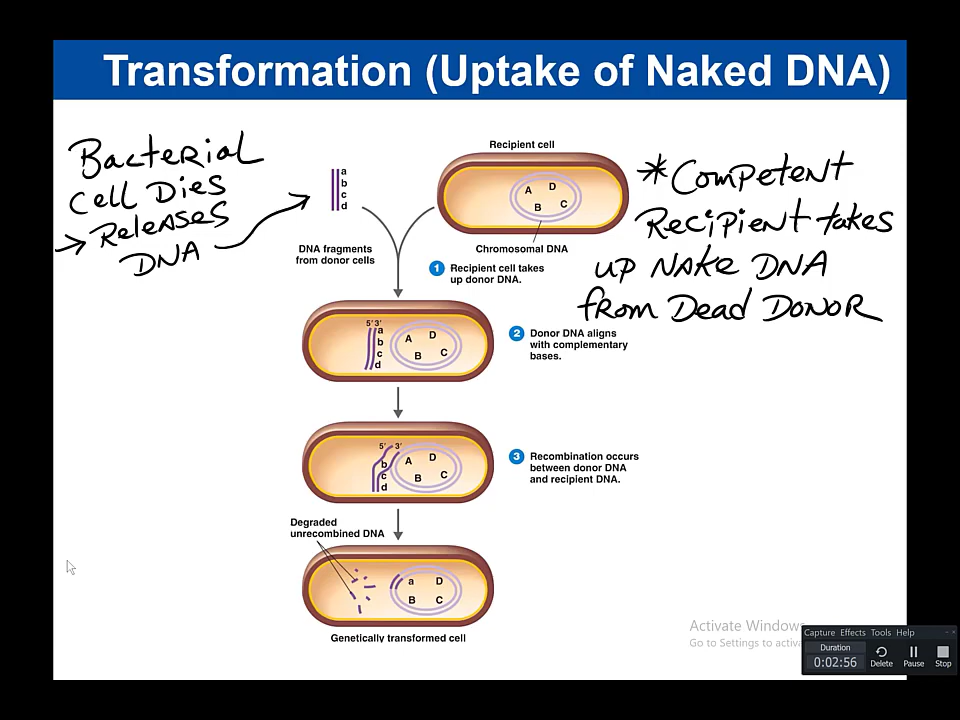 Transformation (Uptake of Naked DNA)
Bacterial
Cell Dies
→ Releases
DNA
a
b
c
d
DNA fragments
from donor cells
Recipient cell
A D
B C
Chromosomal DNA
1 Recipient cell takes
up donor DNA.
*Competent
Recipient takes
up NAKe DNA
from Dead DONOR
5' 3'
a
b
c
d
A D
B C
2 Donor DNA aligns
with complementary
bases.
5' 3'
b
c
d
A D
B C
3 Recombination occurs
between donor DNA
and recipient DNA.
Degraded
unrecombined DNA
a D
B C
Genetically transformed cell
Activate Windows
Go to Settings to activ
Capture Effects Tools Help
Duration
0:02:56
Delete Pause Stop